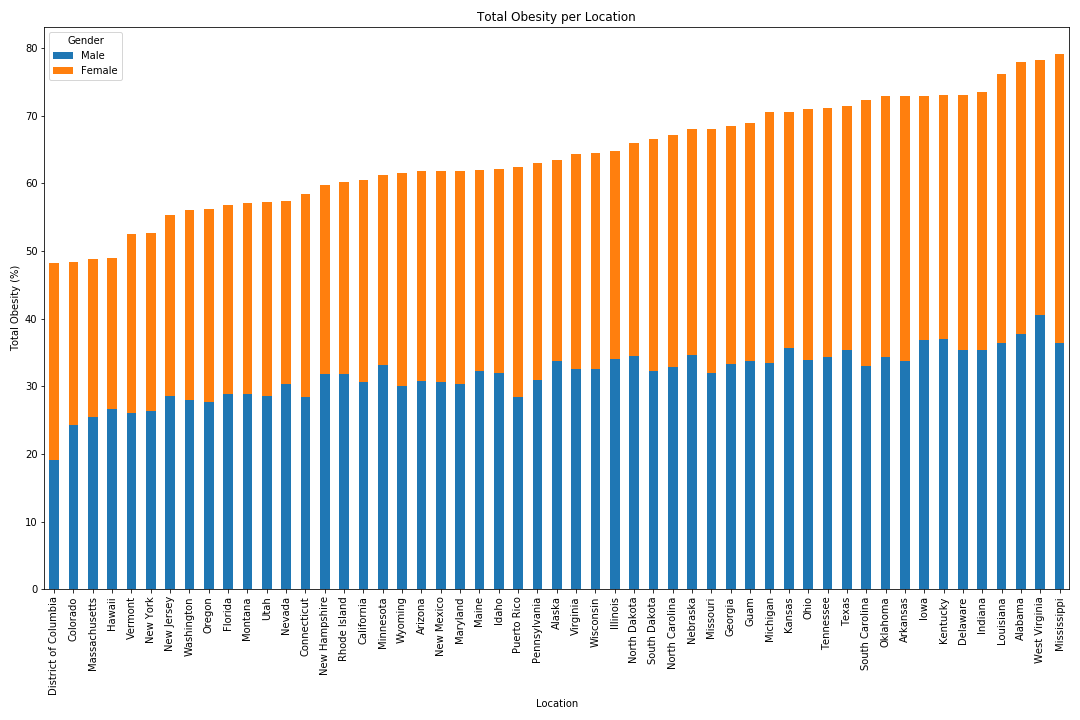 Total Obesity per Location
Gender
Male
Female
Total Obesity (%)
80
70
60
50
40
30
20
10
0
District of Columbia
Colorado
Massachusetts
Hawaii
Vermont
New York
New Jersey
Washington
Oregon
Florida
Montana
Utah
Nevada
Connecticut
New Hampshire
Rhode Island
California
Minnesota
Wyoming
Arizona
New Mexico
Maryland
Maine
Idaho
Puerto Rico
Pennsylvania
Alaska
Virginia
Wisconsin
Illinois
North Dakota
South Dakota
North Carolina
Nebraska
Missouri
Georgia
Guam
Michigan
Kansas
Ohio
Tennessee
Texas
South Carolina
Oklahoma
Arkansas
Iowa
Kentucky
Delaware
Indiana
Louisiana
Alabama
West Virginia
Mississippi
Location